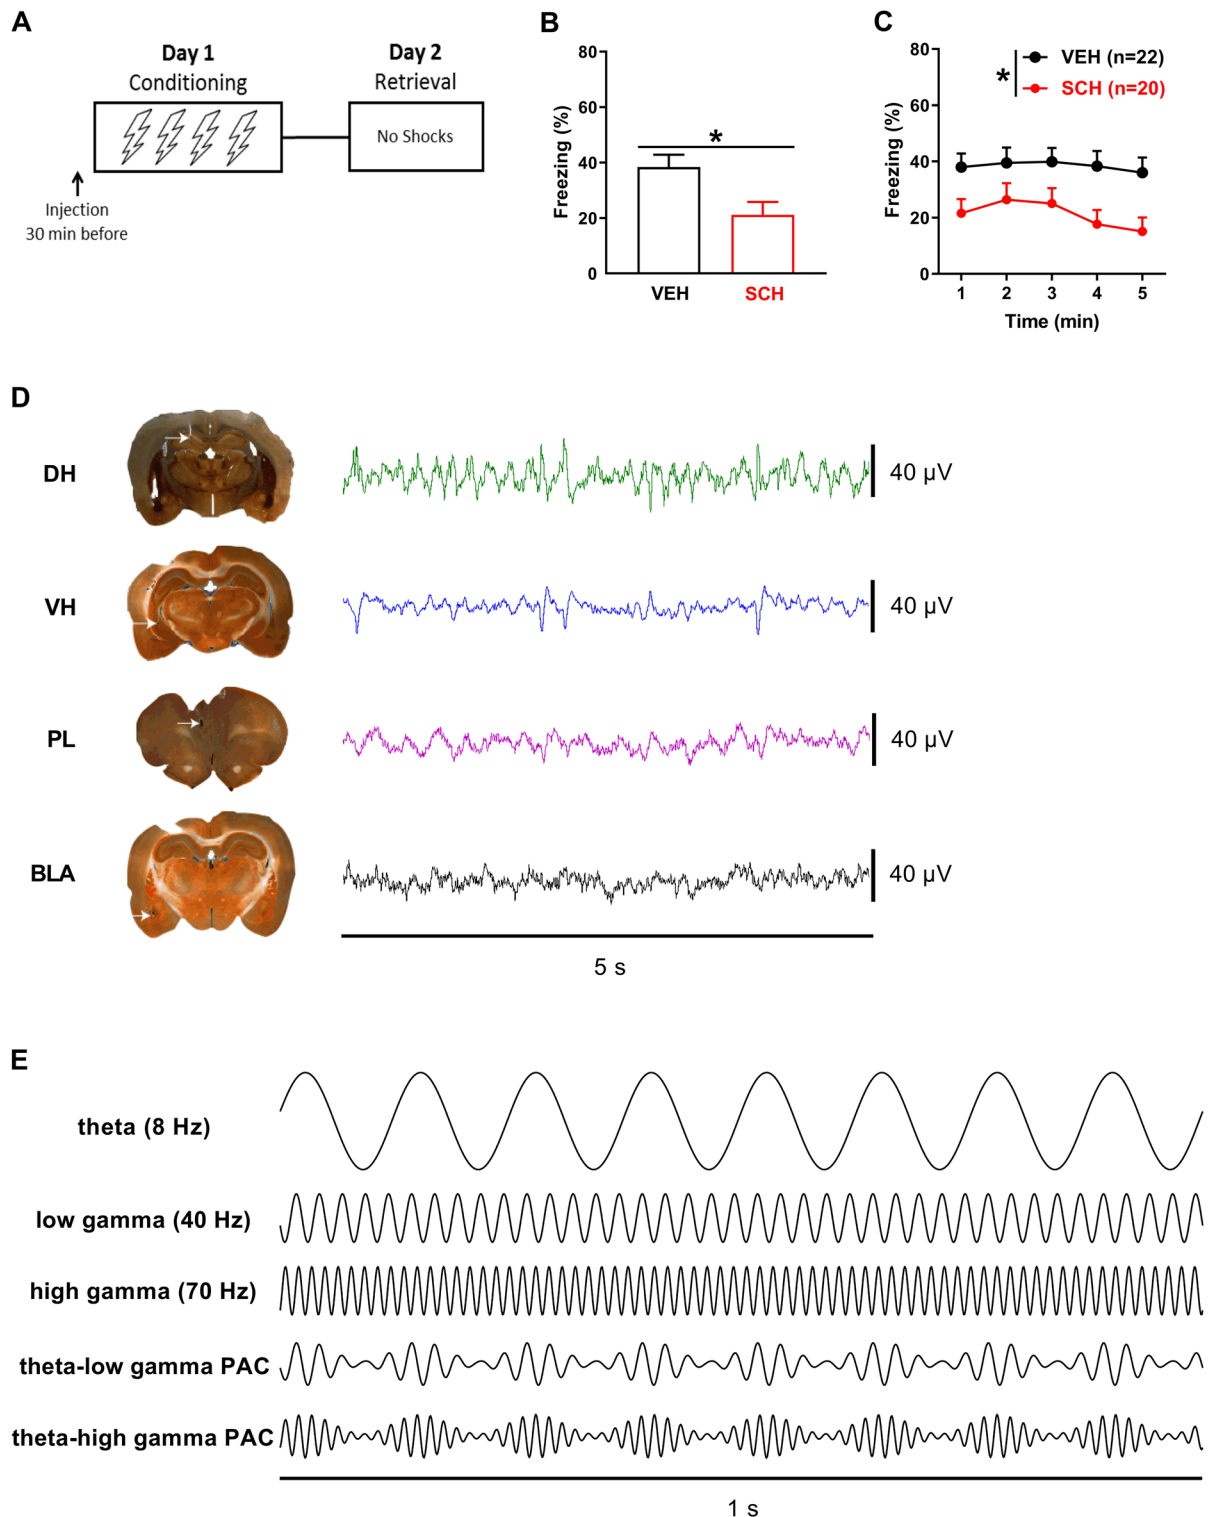 A
Day 1
Conditioning
Day 2
Retrieval
No Shocks
Injection
30 min before
B
Freezing (%)
80
60
40
20
0
*
VEH
SCH
C
Freezing (%)
80
60
40
20
0
*
VEH (n=22)
SCH (n=20)
1 2 3 4 5
Time (min)
D
DH
40 µV
VH
40 µV
PL
40 µV
BLA
40 µV
5 s
E
theta (8 Hz)
low gamma (40 Hz)
high gamma (70 Hz)
theta-low gamma PAC
theta-high gamma PAC
1 s